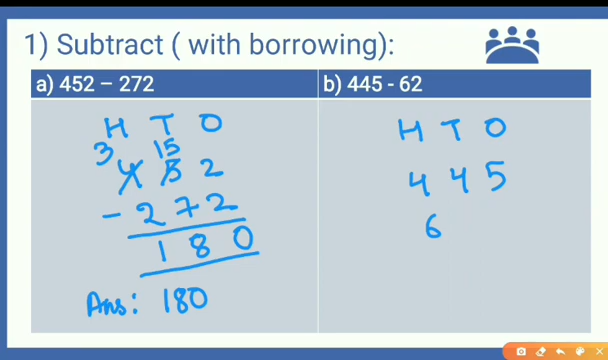 1) Subtract ( with borrowing):
a) 452 – 272
b) 445 - 62
H T O
3 15
4 5 2
- 2 7 2
1 8 0
Ans: 180
H T O
4 4 5
6